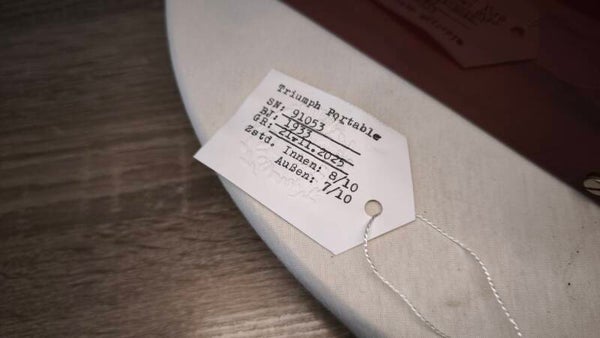 Triumph Portable
SN: 91053
BJ: 1933
GR: 21.11.2025
Zstd. Innen: 8/10
Außen: 7/10